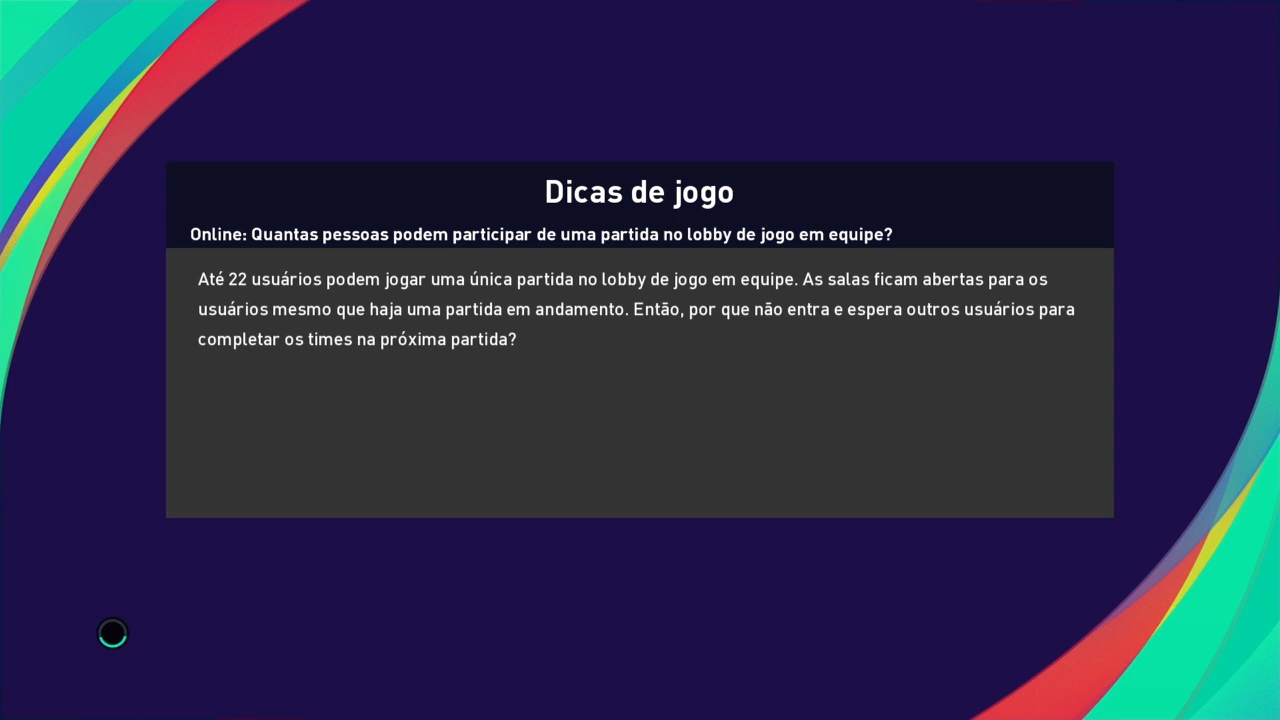 Dicas de jogo
Online: Quantas pessoas podem participar de uma partida no lobby de jogo em equipe?
Até 22 usuários podem jogar uma única partida no lobby de jogo em equipe. As salas ficam abertas para os
usuários mesmo que haja uma partida em andamento. Então, por que não entra e espera outros usuários para
completar os times na próxima partida?